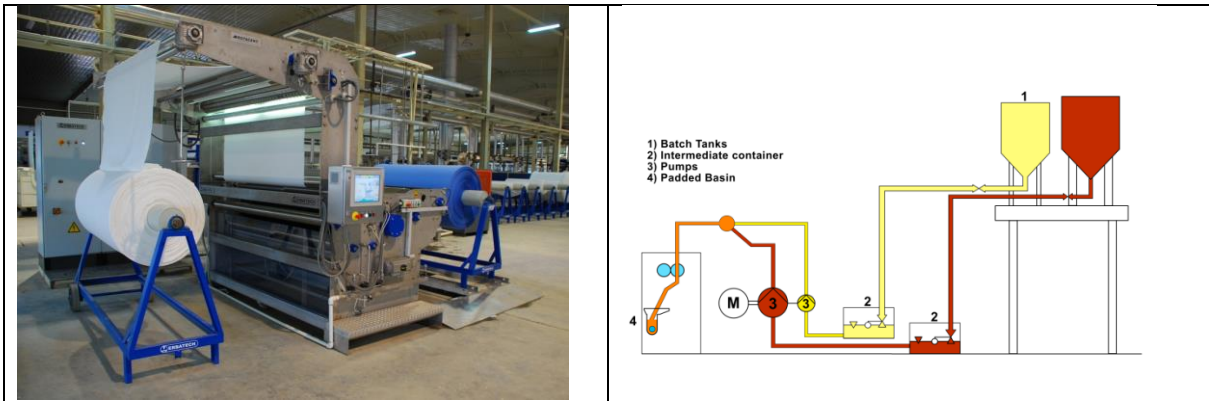 ERBATECH
1
1) Batch Tanks
2) Intermediate container
3) Pumps
4) Padded Basin
2
M
3
3
4
2